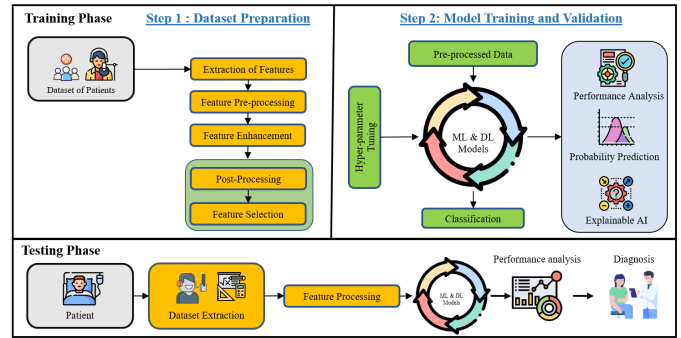 Training Phase
Step 1 : Dataset Preparation
Dataset of Patients
Extraction of Features
Feature Pre-processing
Feature Enhancement
Post-Processing
Feature Selection
Step 2: Model Training and Validation
Pre-processed Data
Hyper-parameter
Tuning
ML & DL
Models
Classification
Performance Analysis
Probability Prediction
?
Explainable AI
Testing Phase
Patient
√x
Dataset Extraction
Feature Processing
ML & DL
Models
Performance analysis
Diagnosis